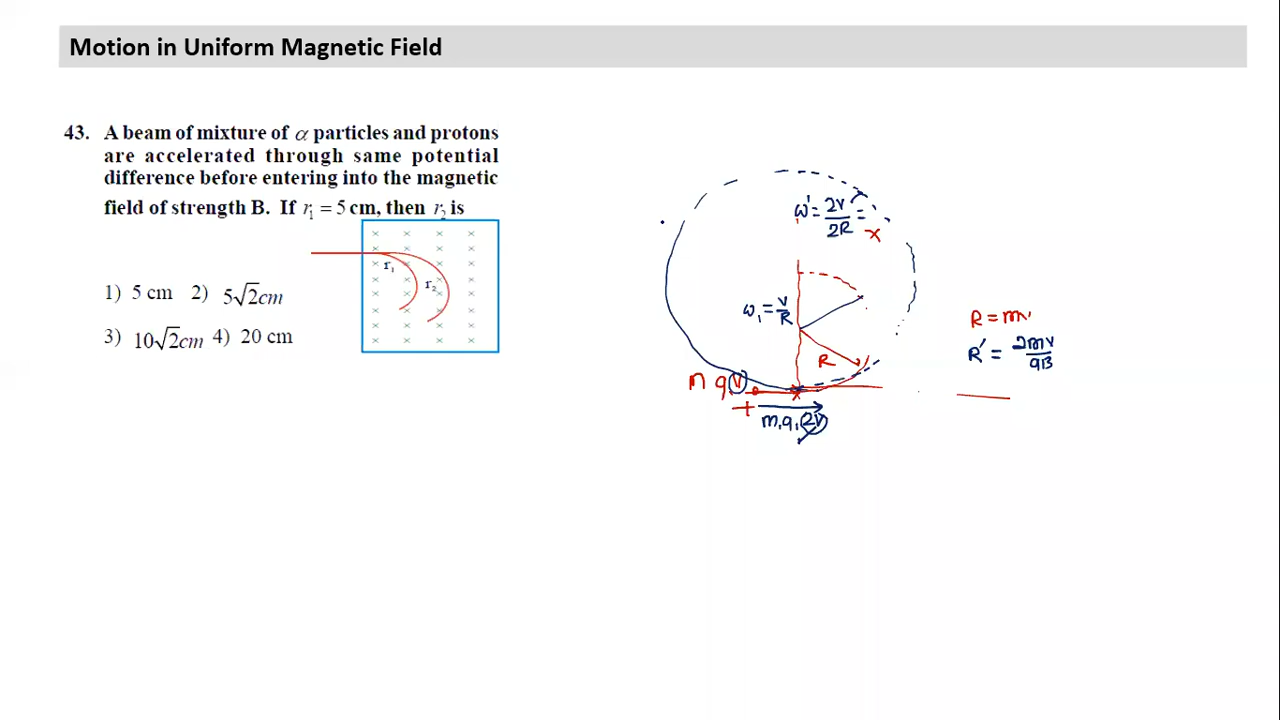 Motion in Uniform Magnetic Field
43. A beam of mixture of α particles and protons
are accelerated through same potential
difference before entering into the magnetic
field of strength B. If r₁ = 5 cm, then r₂ is
r₁
r₂
1) 5 cm 2) 5√2cm
3) 10√2cm 4) 20 cm
ω' = 2V/2R =
ω₁ = V/R
R
m q V
+
m, q, 2V
R = m
R' = 2mV/qB